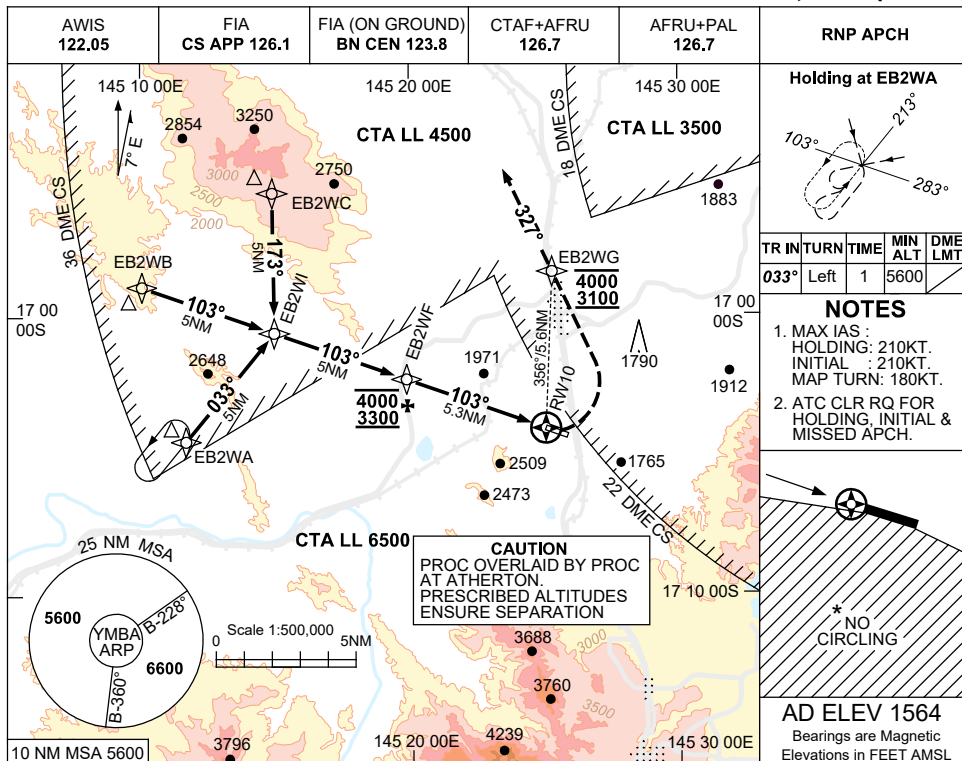 AWIS
122.05
FIA
CS APP 126.1
FIA (ON GROUND)
BN CEN 123.8
CTAF+AFRU
126.7
AFRU+PAL
126.7
RNP APCH
145 10 00E
145 20 00E
145 30 00E
2854
3250
2750
3000
2500
2000
7° E
CTA LL 4500
CTA LL 3500
18 DME CS
36 DME CS
1883
EB2WC
173°
5NM
327°
EB2WB
EB2WI
103°
5NM
EB2WG
4000
3100
17 00
00S
17 00
00S
EB2WF
103°
5NM
2648
033°
5NM
4000
3300
1971
356°/5.6NM
RW10
1790
1912
103°
5.3NM
EB2WA
2509
2473
1765
22 DME CS
CTA LL 6500
CAUTION
PROC OVERLAID BY PROC
AT ATHERTON.
PRESCRIBED ALTITUDES
ENSURE SEPARATION
17 10 00S
25 NM MSA
5600
YMBA
ARP
B-228°
6600
B-360°
Scale 1:500,000
0
5NM
3688
3000
3760
3500
4239
3796
10 NM MSA 5600
145 20 00E
145 30 00E
Holding at EB2WA
213°
103°
283°
TR IN TURN TIME MIN ALT DME LMT
033° Left 1 5600
NOTES
1. MAX IAS :
HOLDING: 210KT.
INITIAL : 210KT.
MAP TURN: 180KT.
2. ATC CLR RQ FOR
HOLDING, INITIAL &
MISSED APCH.
*
NO
CIRCLING
AD ELEV 1564
Bearings are Magnetic
Elevations in FEET AMSL